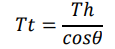 Tt = Th / cosθ